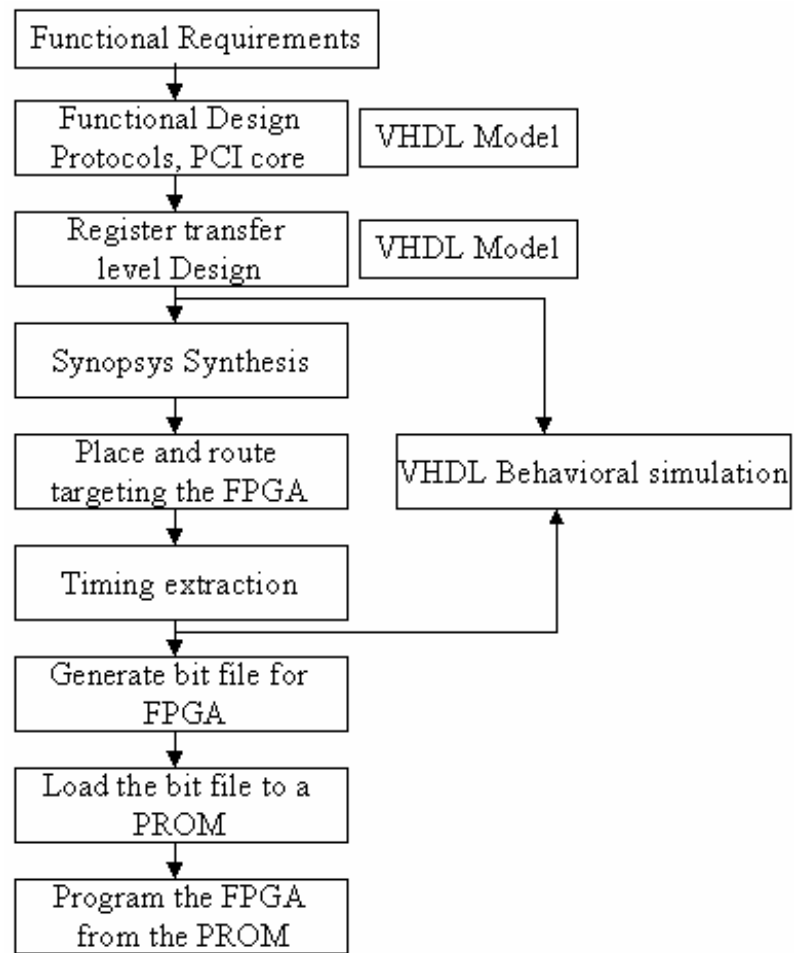 Functional Requirements
Functional Design
Protocols, PCI core
VHDL Model
Register transfer
level Design
VHDL Model
Synopsys Synthesis
Place and route
targeting the FPGA
VHDL Behavioral simulation
Timing extraction
Generate bit file for
FPGA
Load the bit file to a
PROM
Program the FPGA
from the PROM